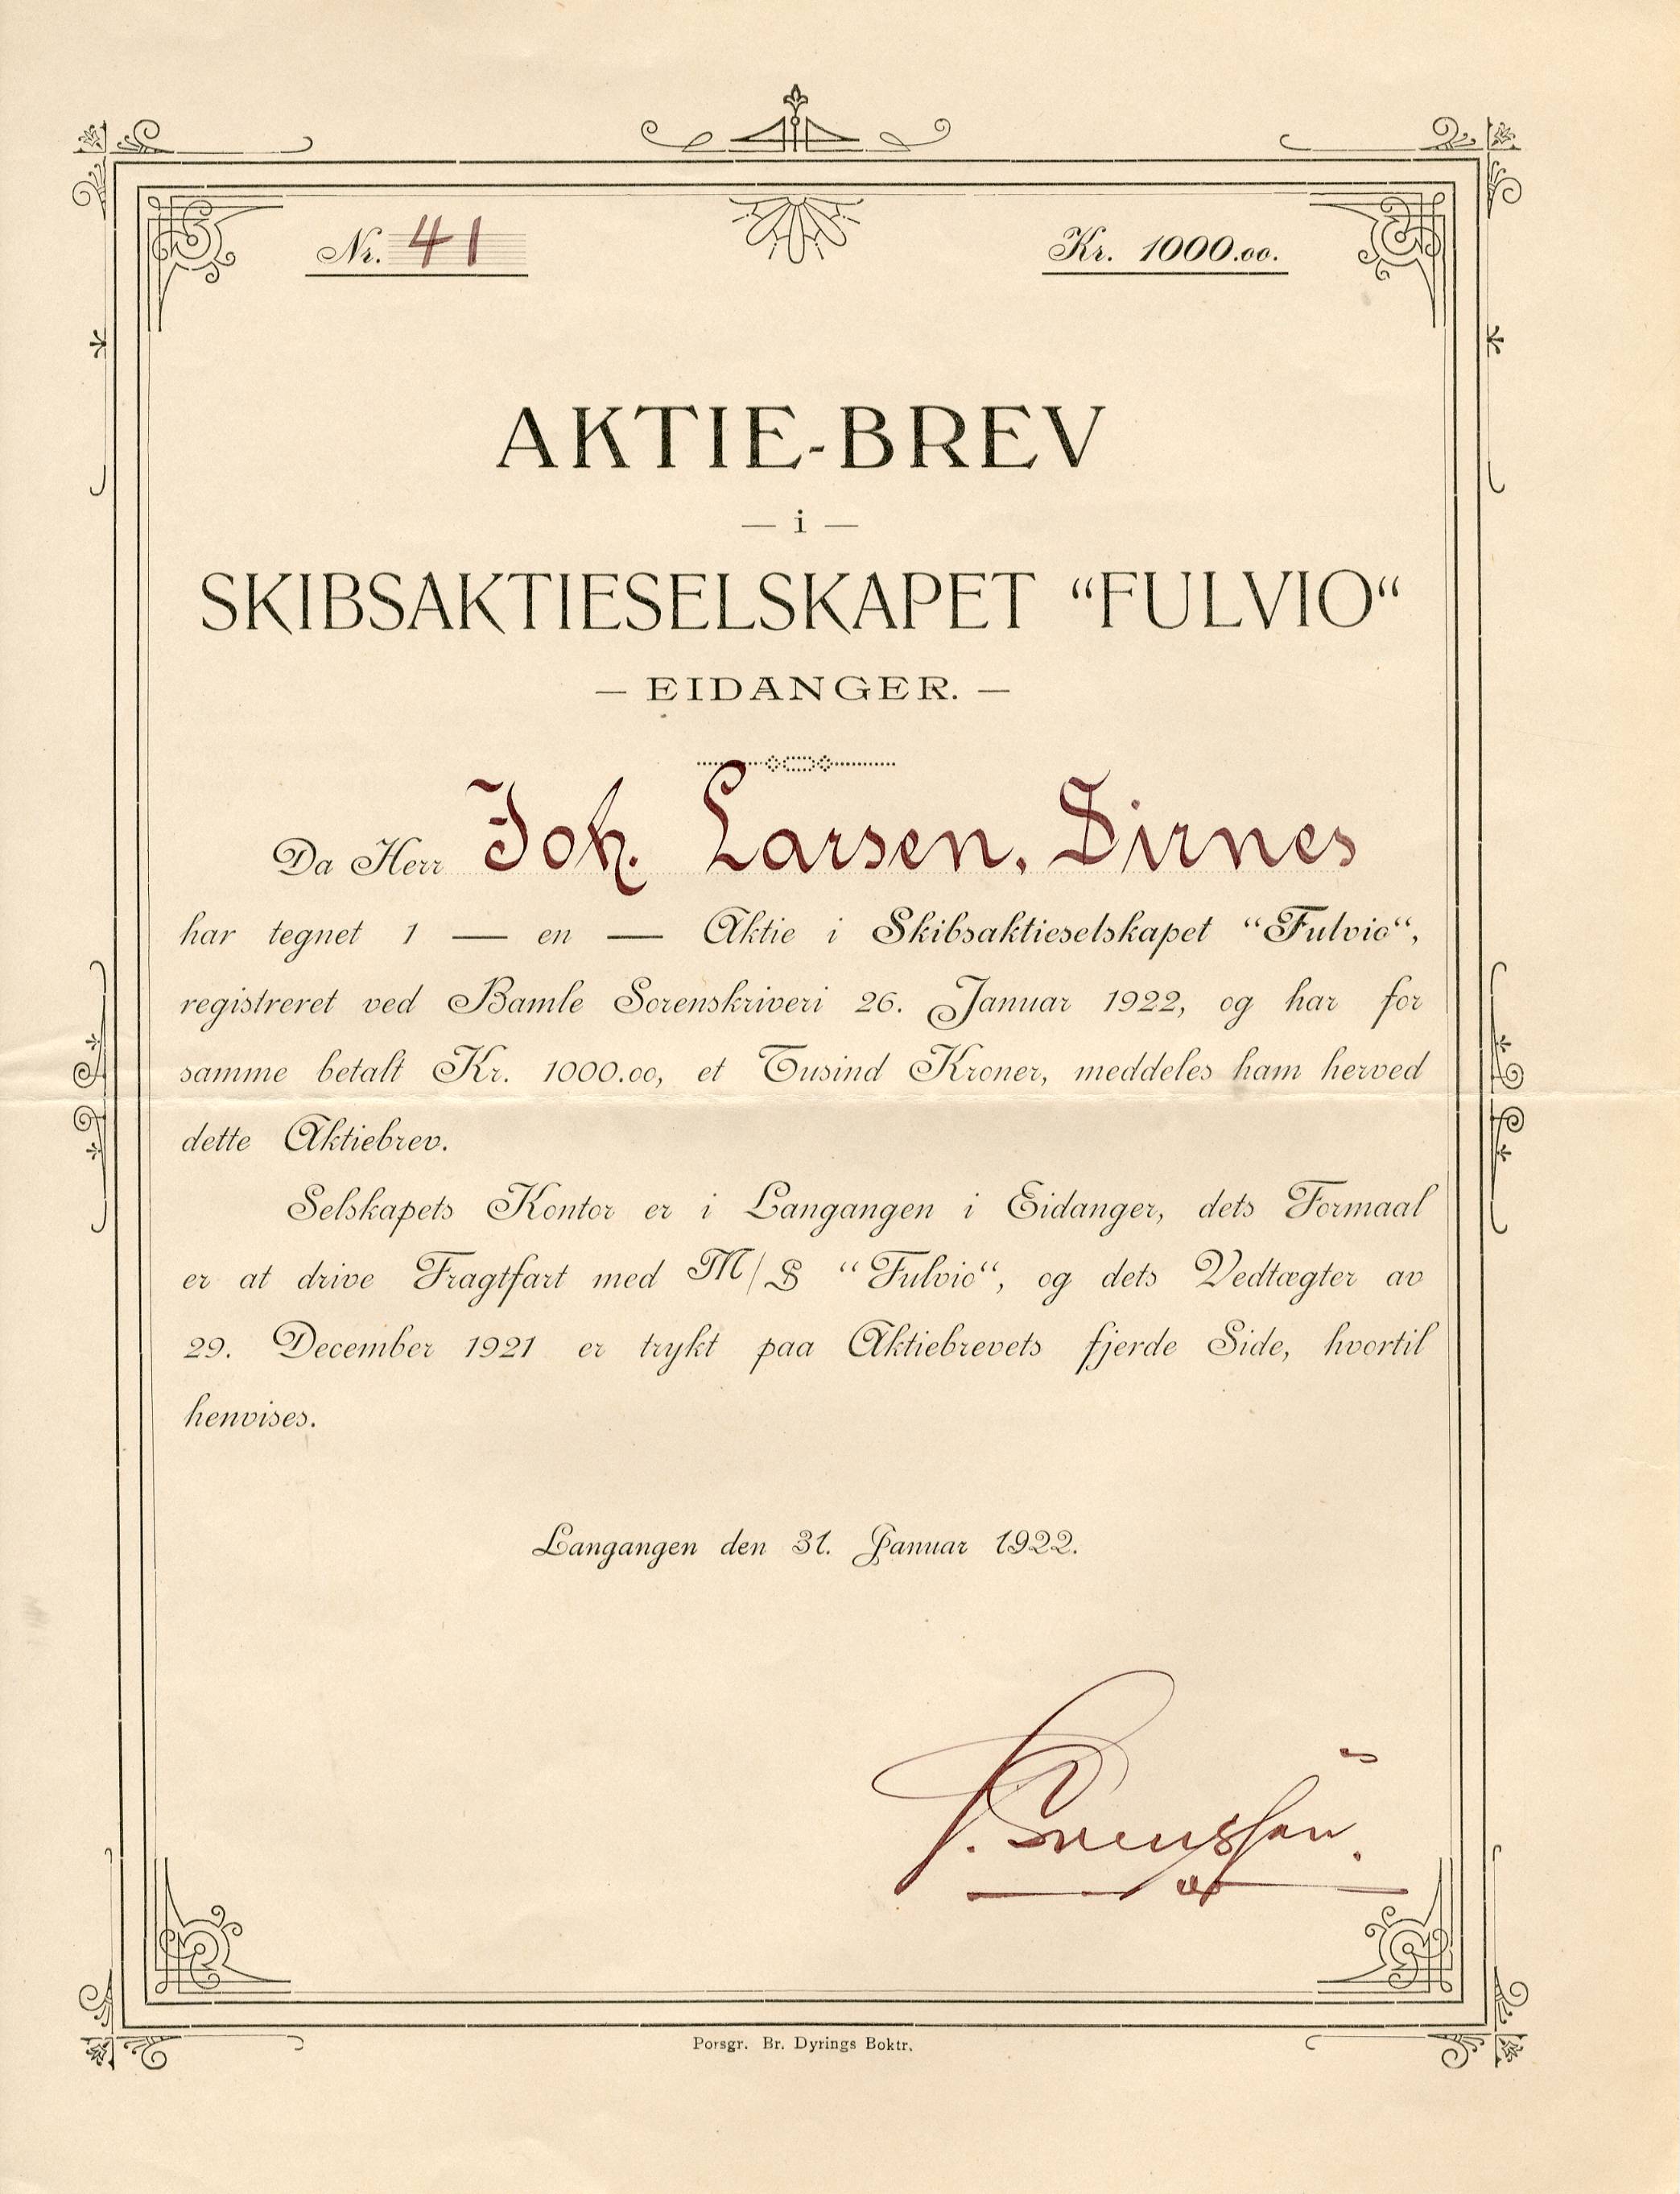 Nr. 41
Kr. 1000.00.
AKTIE-BREV
— i —
SKIBSAKTIESELSKAPET “FULVIO“
— EIDANGER. —
Da Herr Joh. Larsen, Sirnes
har tegnet 1 — en — Aktie i Skibsaktieselskapet “Fulvio“,
registreret ved Bamle Sorenskriveri 26. Januar 1922, og har for
samme betalt Kr. 1000.00, et Tusind Kroner, meddeles ham herved
dette Aktiebrev.
Selskapets Kontor er i Langangen i Eidanger, dets Formaal
er at drive Fragtfart med M/S “Fulvio“, og dets Vedtægter av
29. December 1921 er trykt paa Aktiebrevets fjerde Side, hvortil
henvises.
Langangen den 31. Januar 1922.
Porsgr. Br. Dyrings Boktr.